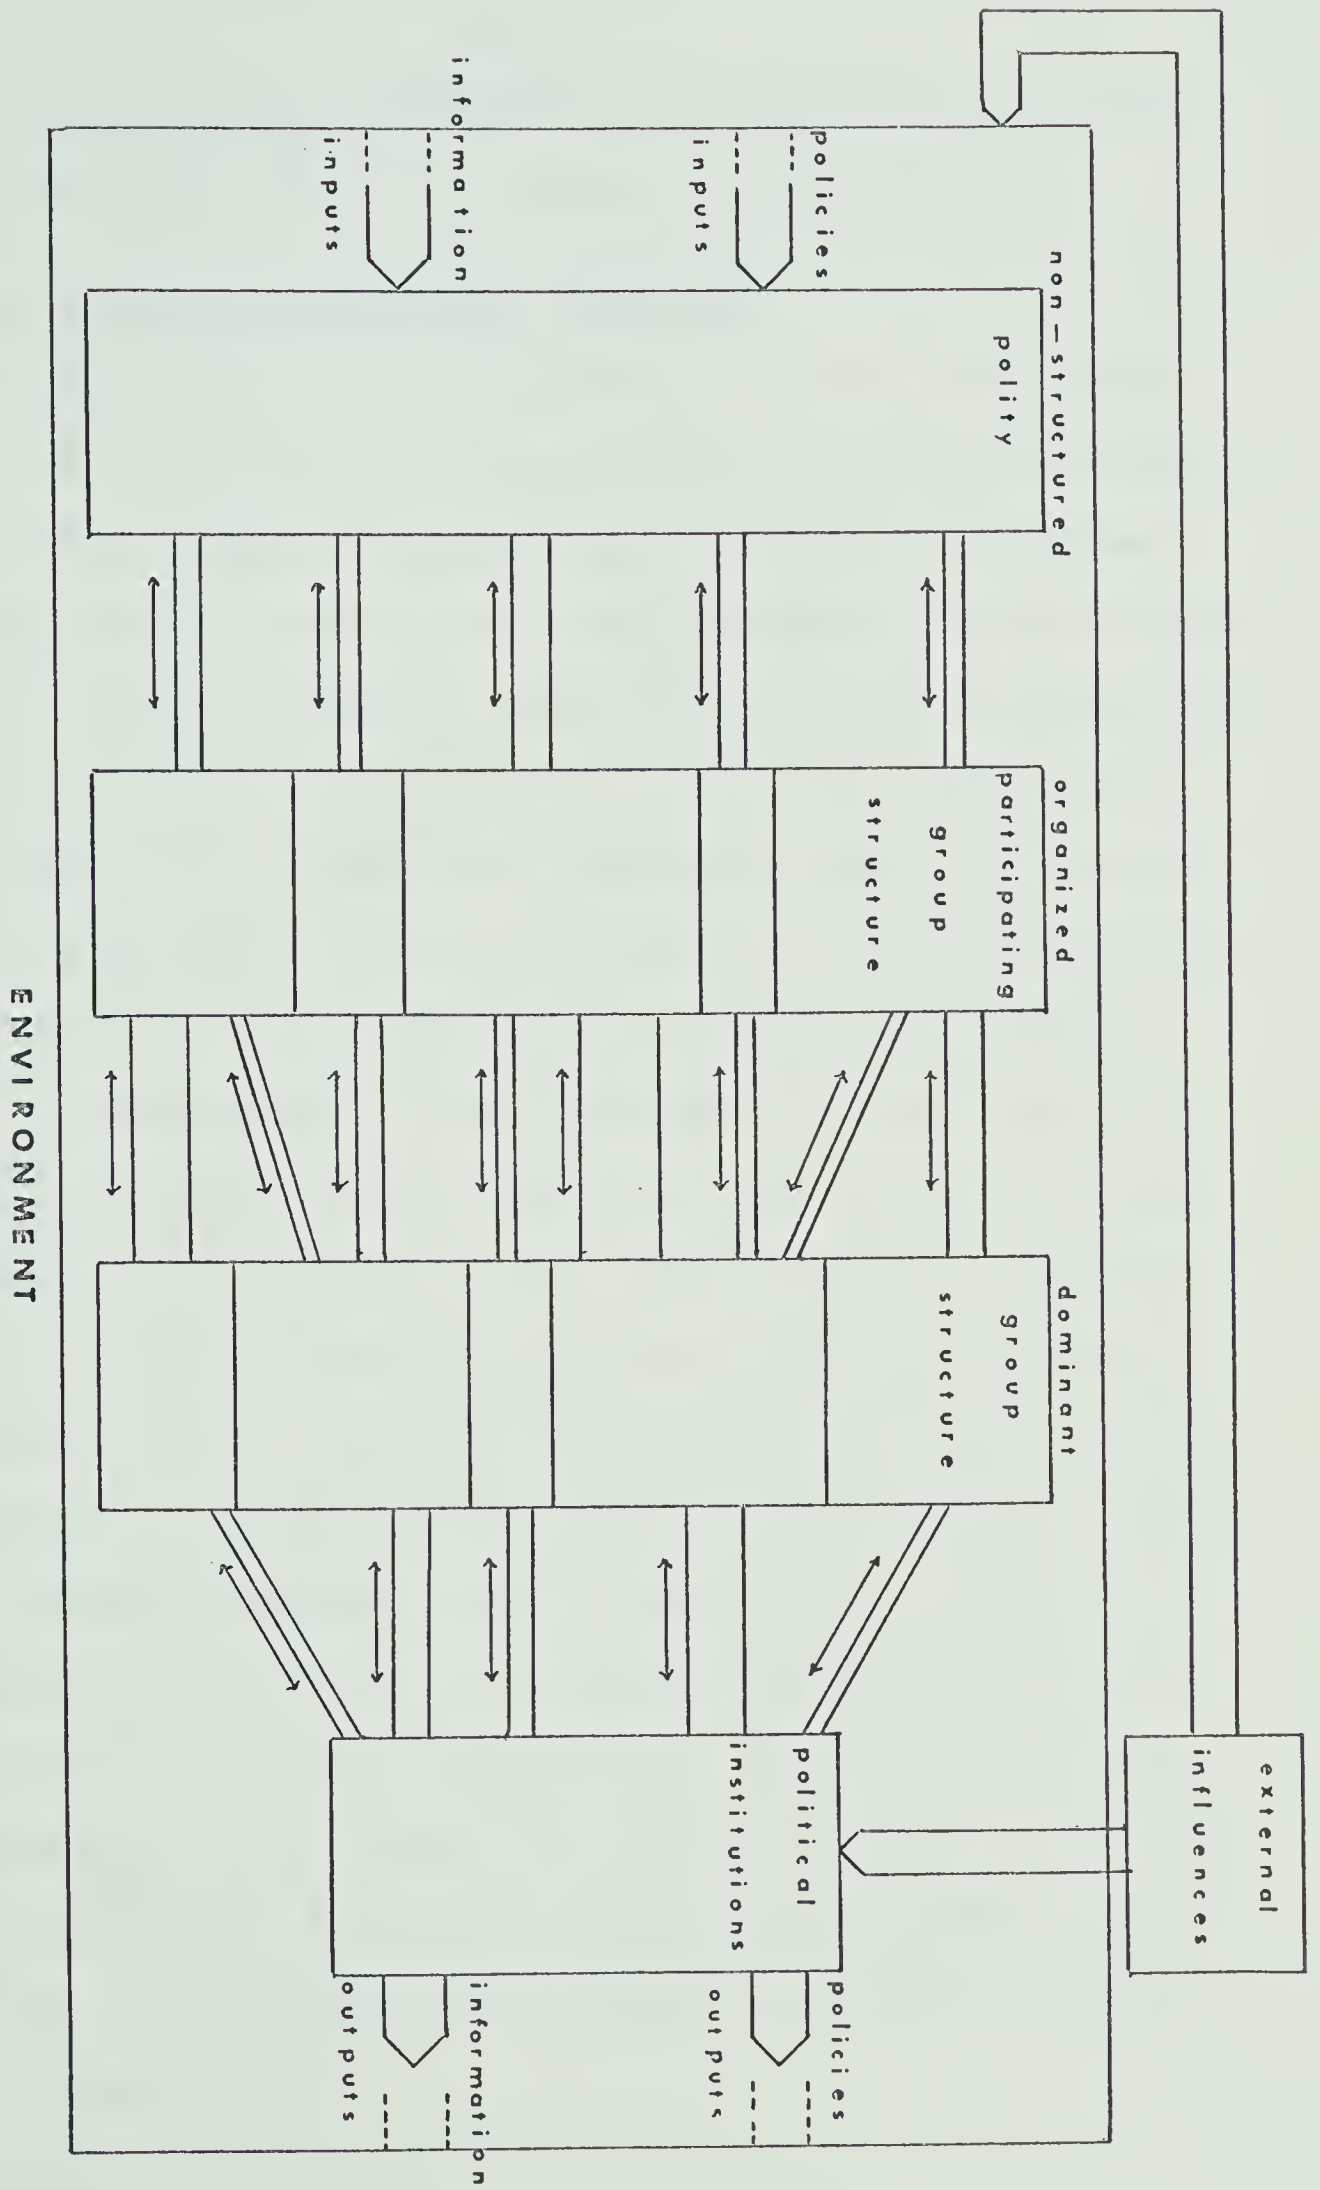 external
influences
non-structured
polity
organized
participating
group
structure
dominant
group
structure
political
institutions
policies
inputs
information
inputs
policies
outputs
information
outputs
ENVIRONMENT